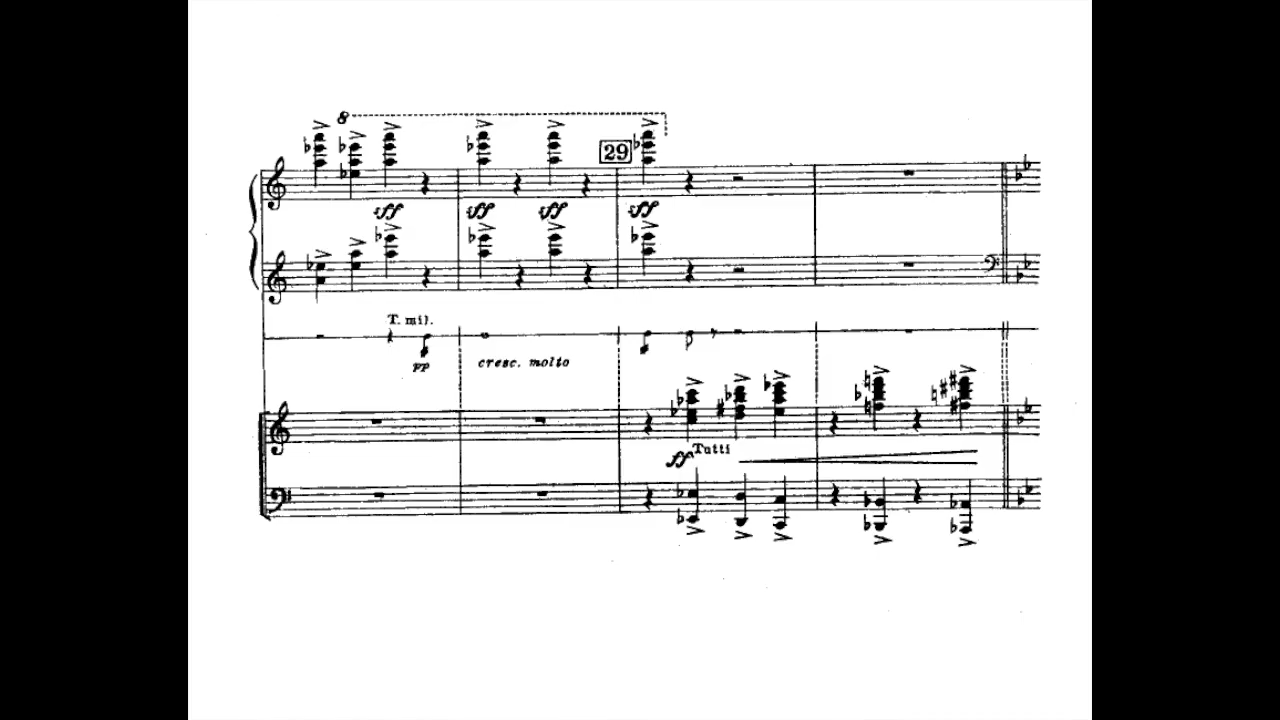 8
29
sff sff sff sff
T. mil.
pp cresc. molto
ff Tutti